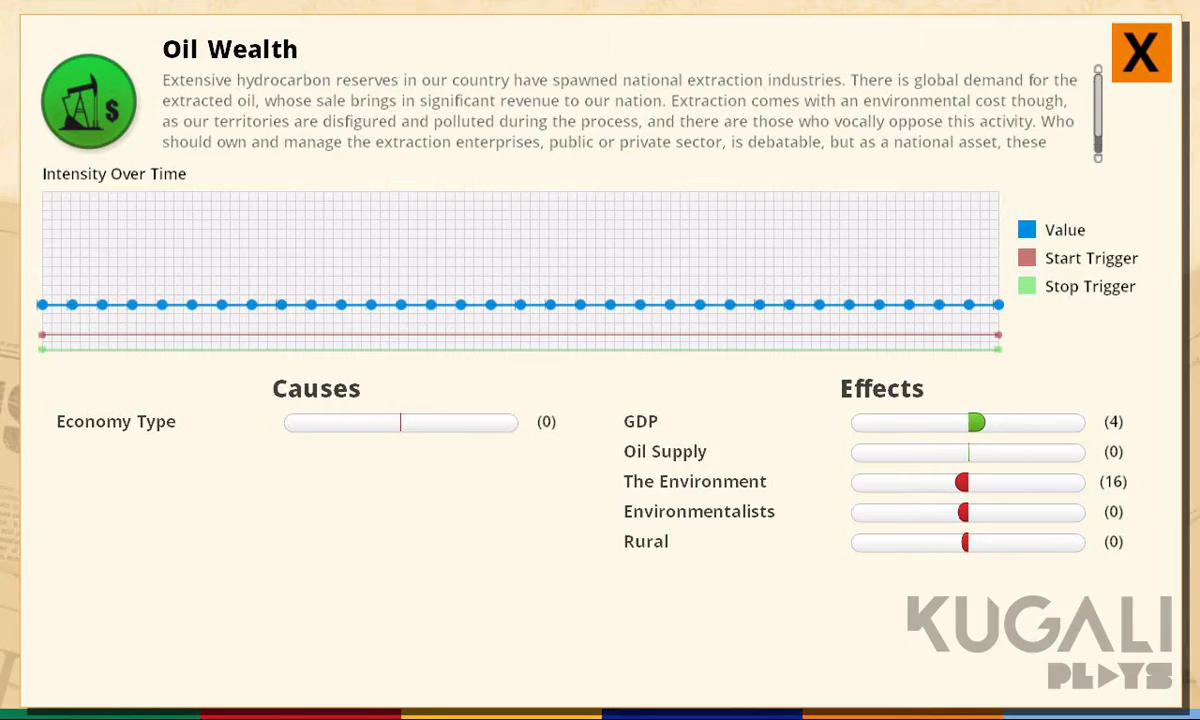 Oil Wealth
X
Extensive hydrocarbon reserves in our country have spawned national extraction industries. There is global demand for the
extracted oil, whose sale brings in significant revenue to our nation. Extraction comes with an environmental cost though,
as our territories are disfigured and polluted during the process, and there are those who vocally oppose this activity. Who
should own and manage the extraction enterprises, public or private sector, is debatable, but as a national asset, these
$
Intensity Over Time
Value
Start Trigger
Stop Trigger
Causes
Economy Type (0)
Effects
GDP (4)
Oil Supply (0)
The Environment (16)
Environmentalists (0)
Rural (0)
KUGALI
PLAYS